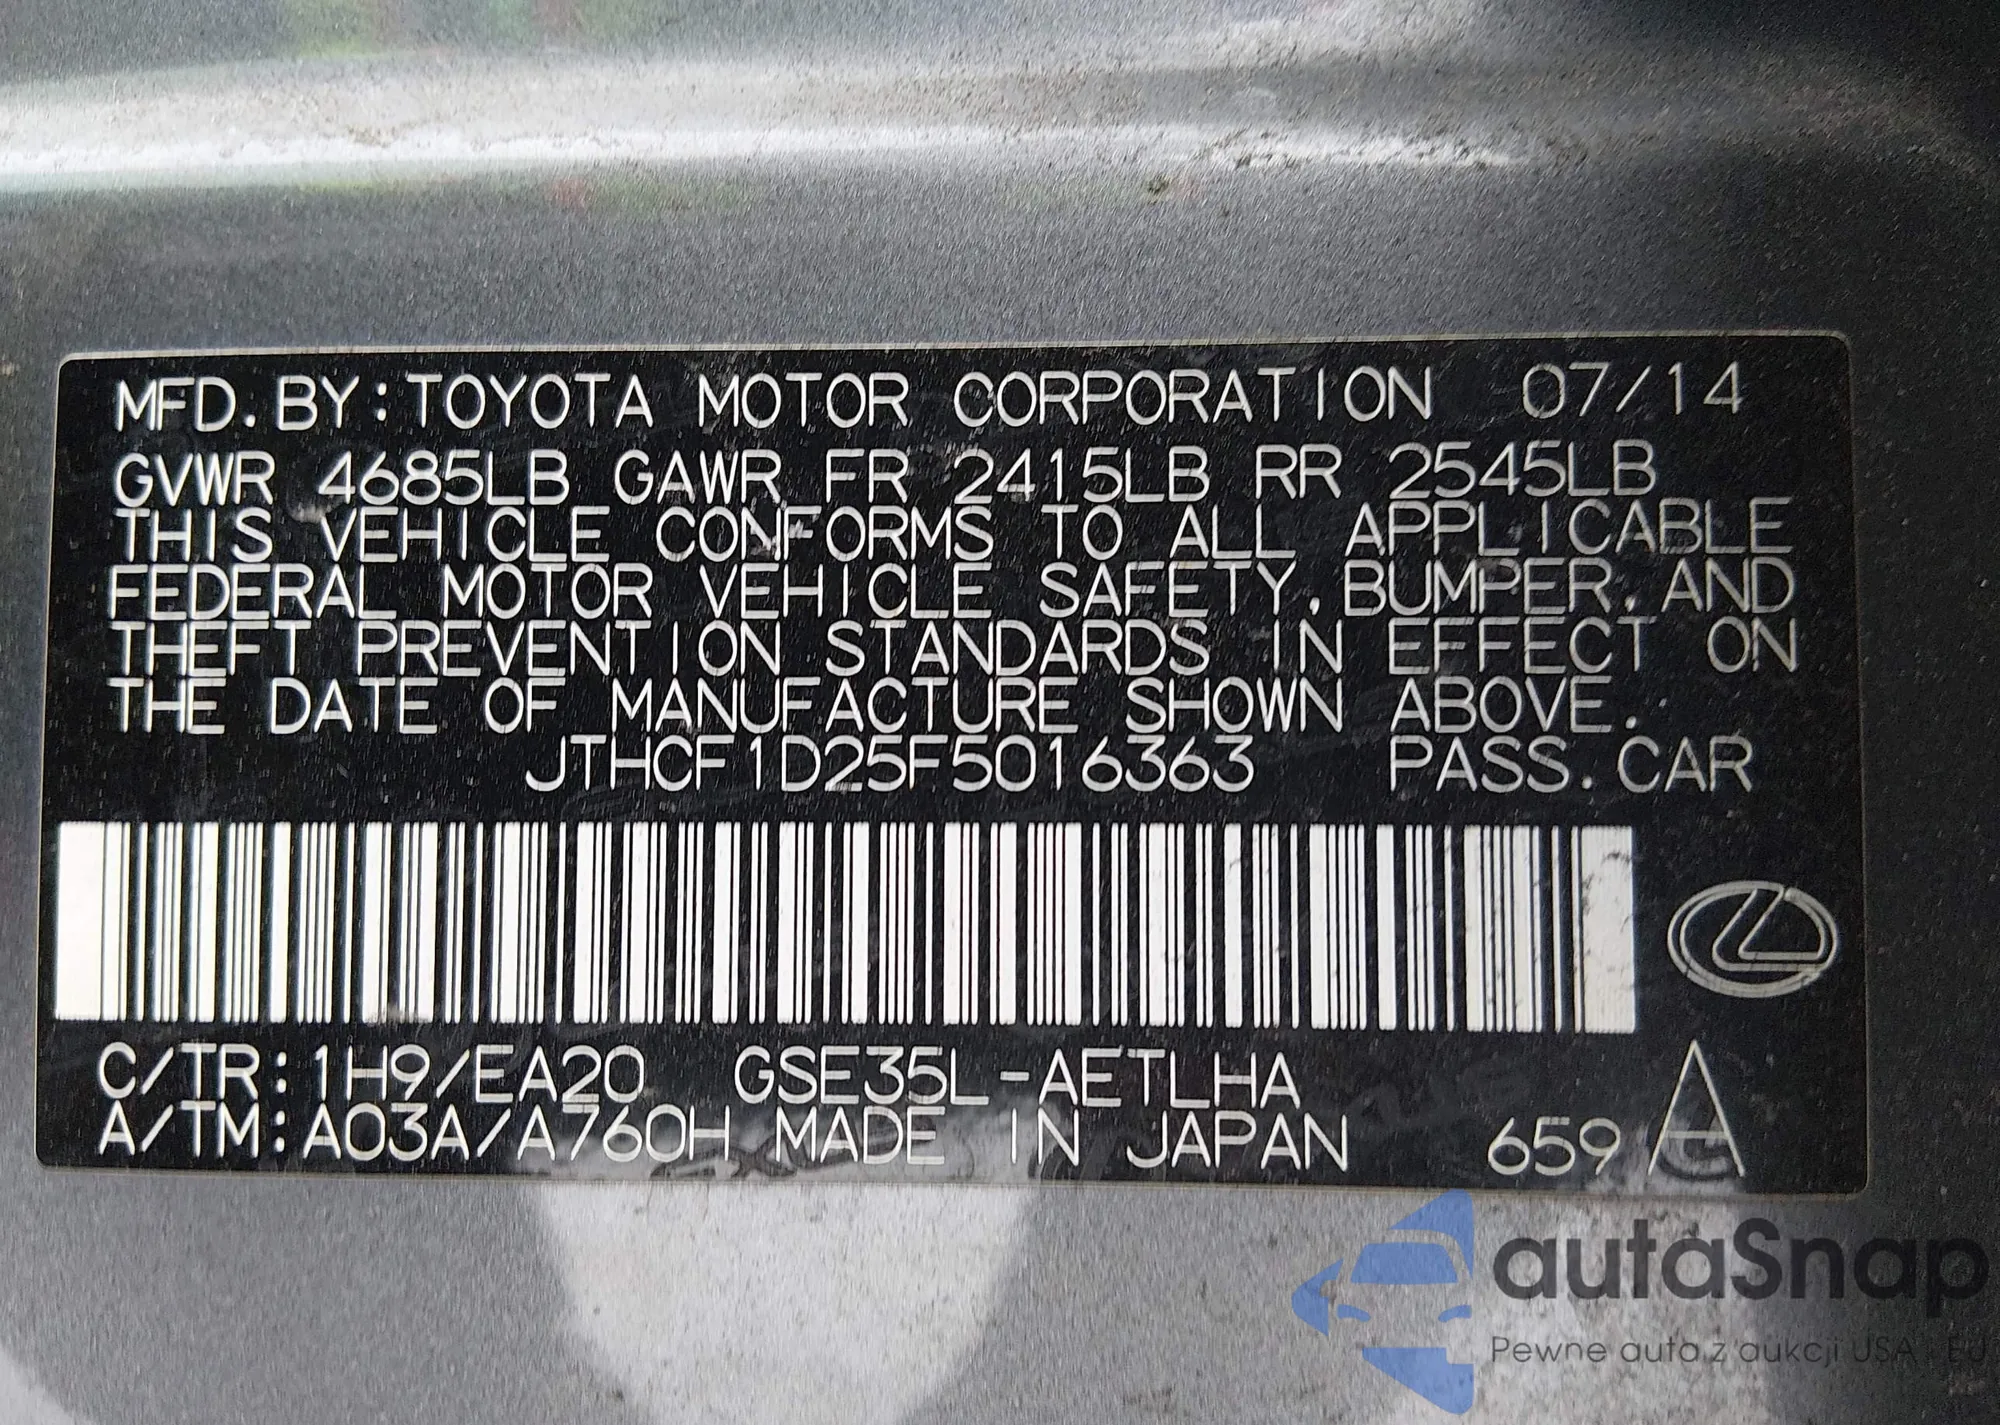 MFD. BY: TOYOTA MOTOR CORPORATION 07/14
GVWR 4685LB GAWR FR 2415LB RR 2545LB
THIS VEHICLE CONFORMS TO ALL APPLICABLE
FEDERAL MOTOR VEHICLE SAFETY, BUMPER, AND
THEFT PREVENTION STANDARDS IN EFFECT ON
THE DATE OF MANUFACTURE SHOWN ABOVE.
JTHCF1D25F5016363 PASS. CAR
C/TR: 1H9/EA20 GSE35L-AETLHA
A/TM: A03A/A760H MADE IN JAPAN 659 A
autaSnap
Pewne auta z aukcji USA i EU